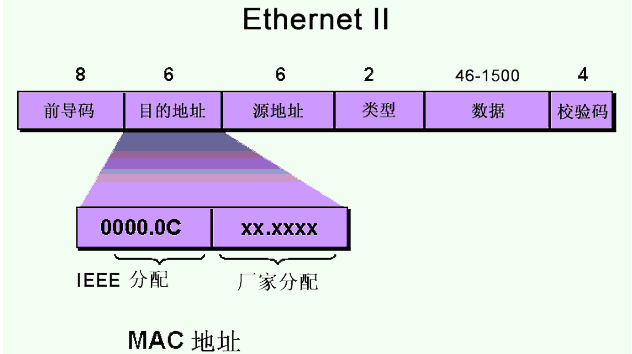 Ethernet II
8 6 6 2 46-1500 4
前导码 目的地址 源地址 类型 数据 校验码
0000.0C xx.xxxx
IEEE 分配 厂家分配
MAC 地址